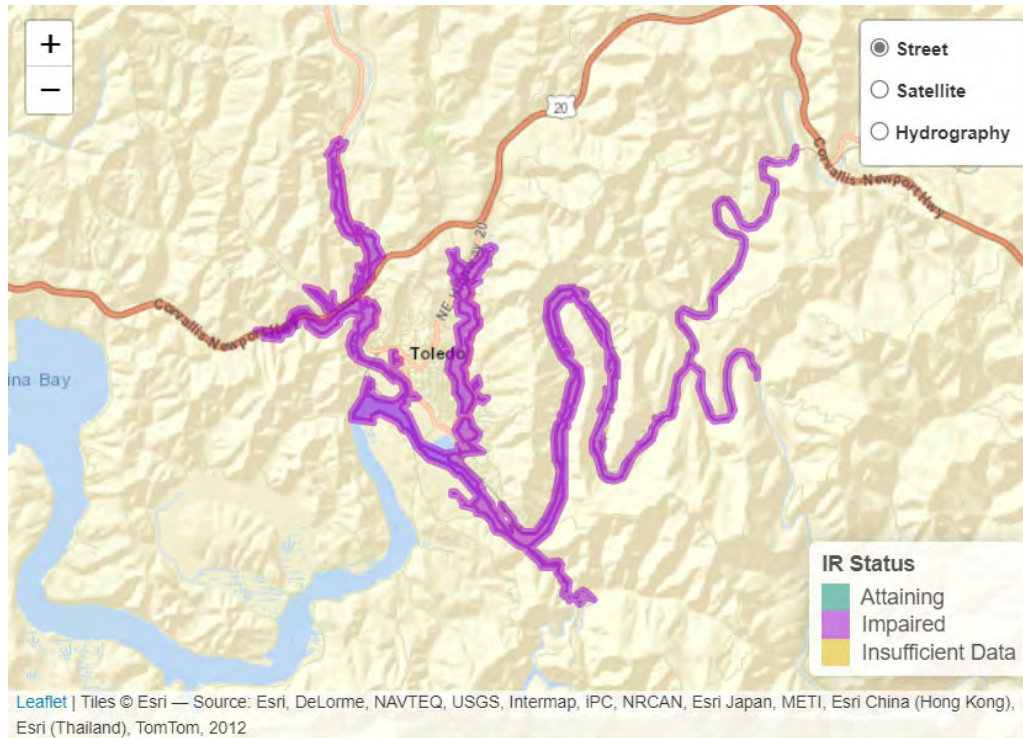 +
−
Street
Satellite
Hydrography
20
Corvallis-Newport Hwy
Corvallis-Newport H
NE H y 20
Toledo
ina Bay
IR Status
Attaining
Impaired
Insufficient Data
Leaflet | Tiles © Esri — Source: Esri, DeLorme, NAVTEQ, USGS, Intermap, iPC, NRCAN, Esri Japan, METI, Esri China (Hong Kong),
Esri (Thailand), TomTom, 2012